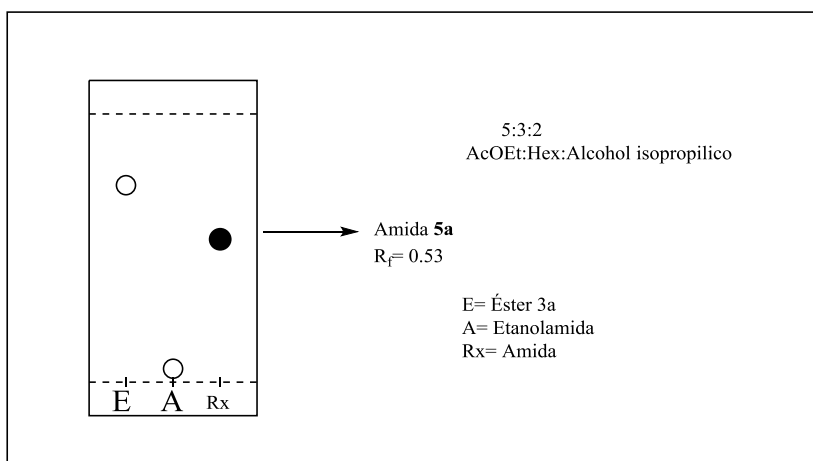 5:3:2
AcOEt:Hex:Alcohol isopropilico
Amida 5a
Rf= 0.53
E= Éster 3a
A= Etanolamida
Rx= Amida
E A Rx